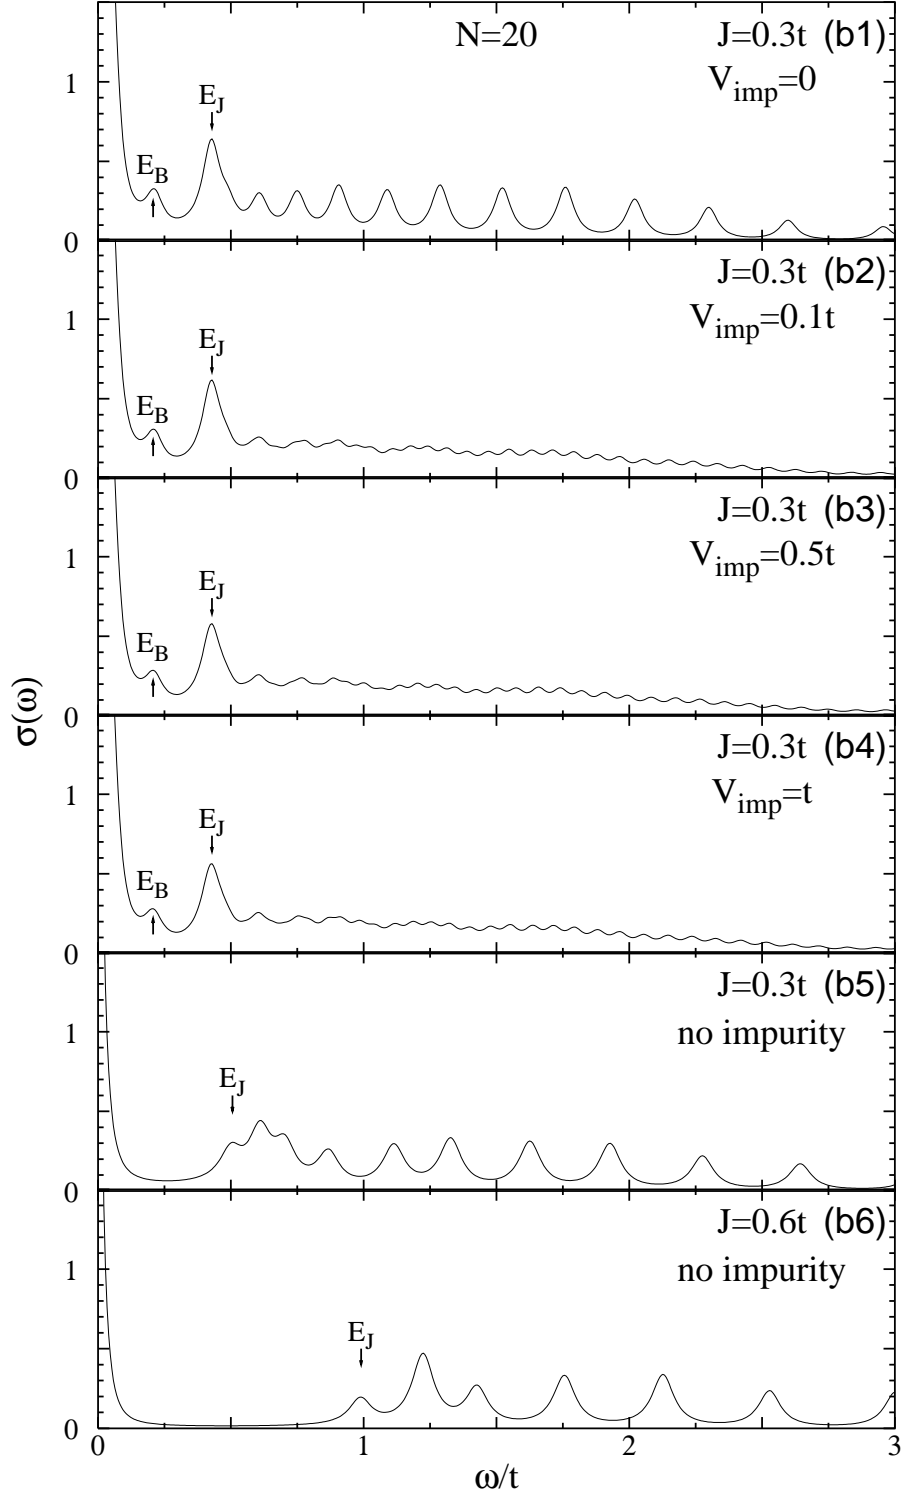 N=20 J=0.3t (b1)
V_imp=0
1
E_J
E_B
0
J=0.3t (b2)
V_imp=0.1t
1
E_J
E_B
0
J=0.3t (b3)
V_imp=0.5t
1
E_J
E_B
0
σ(ω)
J=0.3t (b4)
V_imp=t
1
E_J
E_B
0
J=0.3t (b5)
no impurity
1
E_J
0
J=0.6t (b6)
no impurity
1
E_J
0
0 1 2 3
ω/t